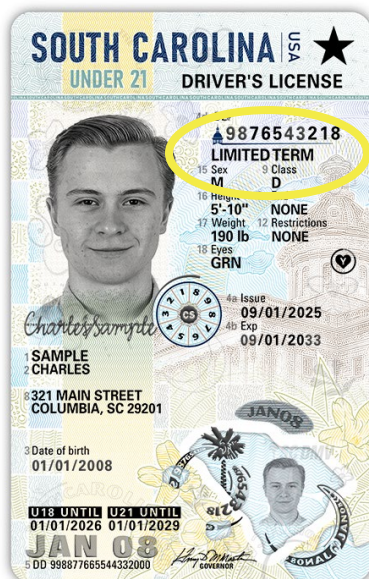 SOUTH CAROLINA USA
UNDER 21 DRIVER'S LICENSE
9876543218
LIMITED TERM
15 Sex 9 Class
M D
16 Height
5'-10" NONE
17 Weight 12 Restrictions
190 lb NONE
18 Eyes
GRN
4a Issue
09/01/2025
4b Exp
09/01/2033
CS
Charles Sample
1 SAMPLE
2 CHARLES
8 321 MAIN STREET
COLUMBIA, SC 29201
JAN08
3 Date of birth
01/01/2008
U18 UNTIL U21 UNTIL
01/01/2026 01/01/2029
JAN 08
GOVERNOR
5 DD 998877665544332000